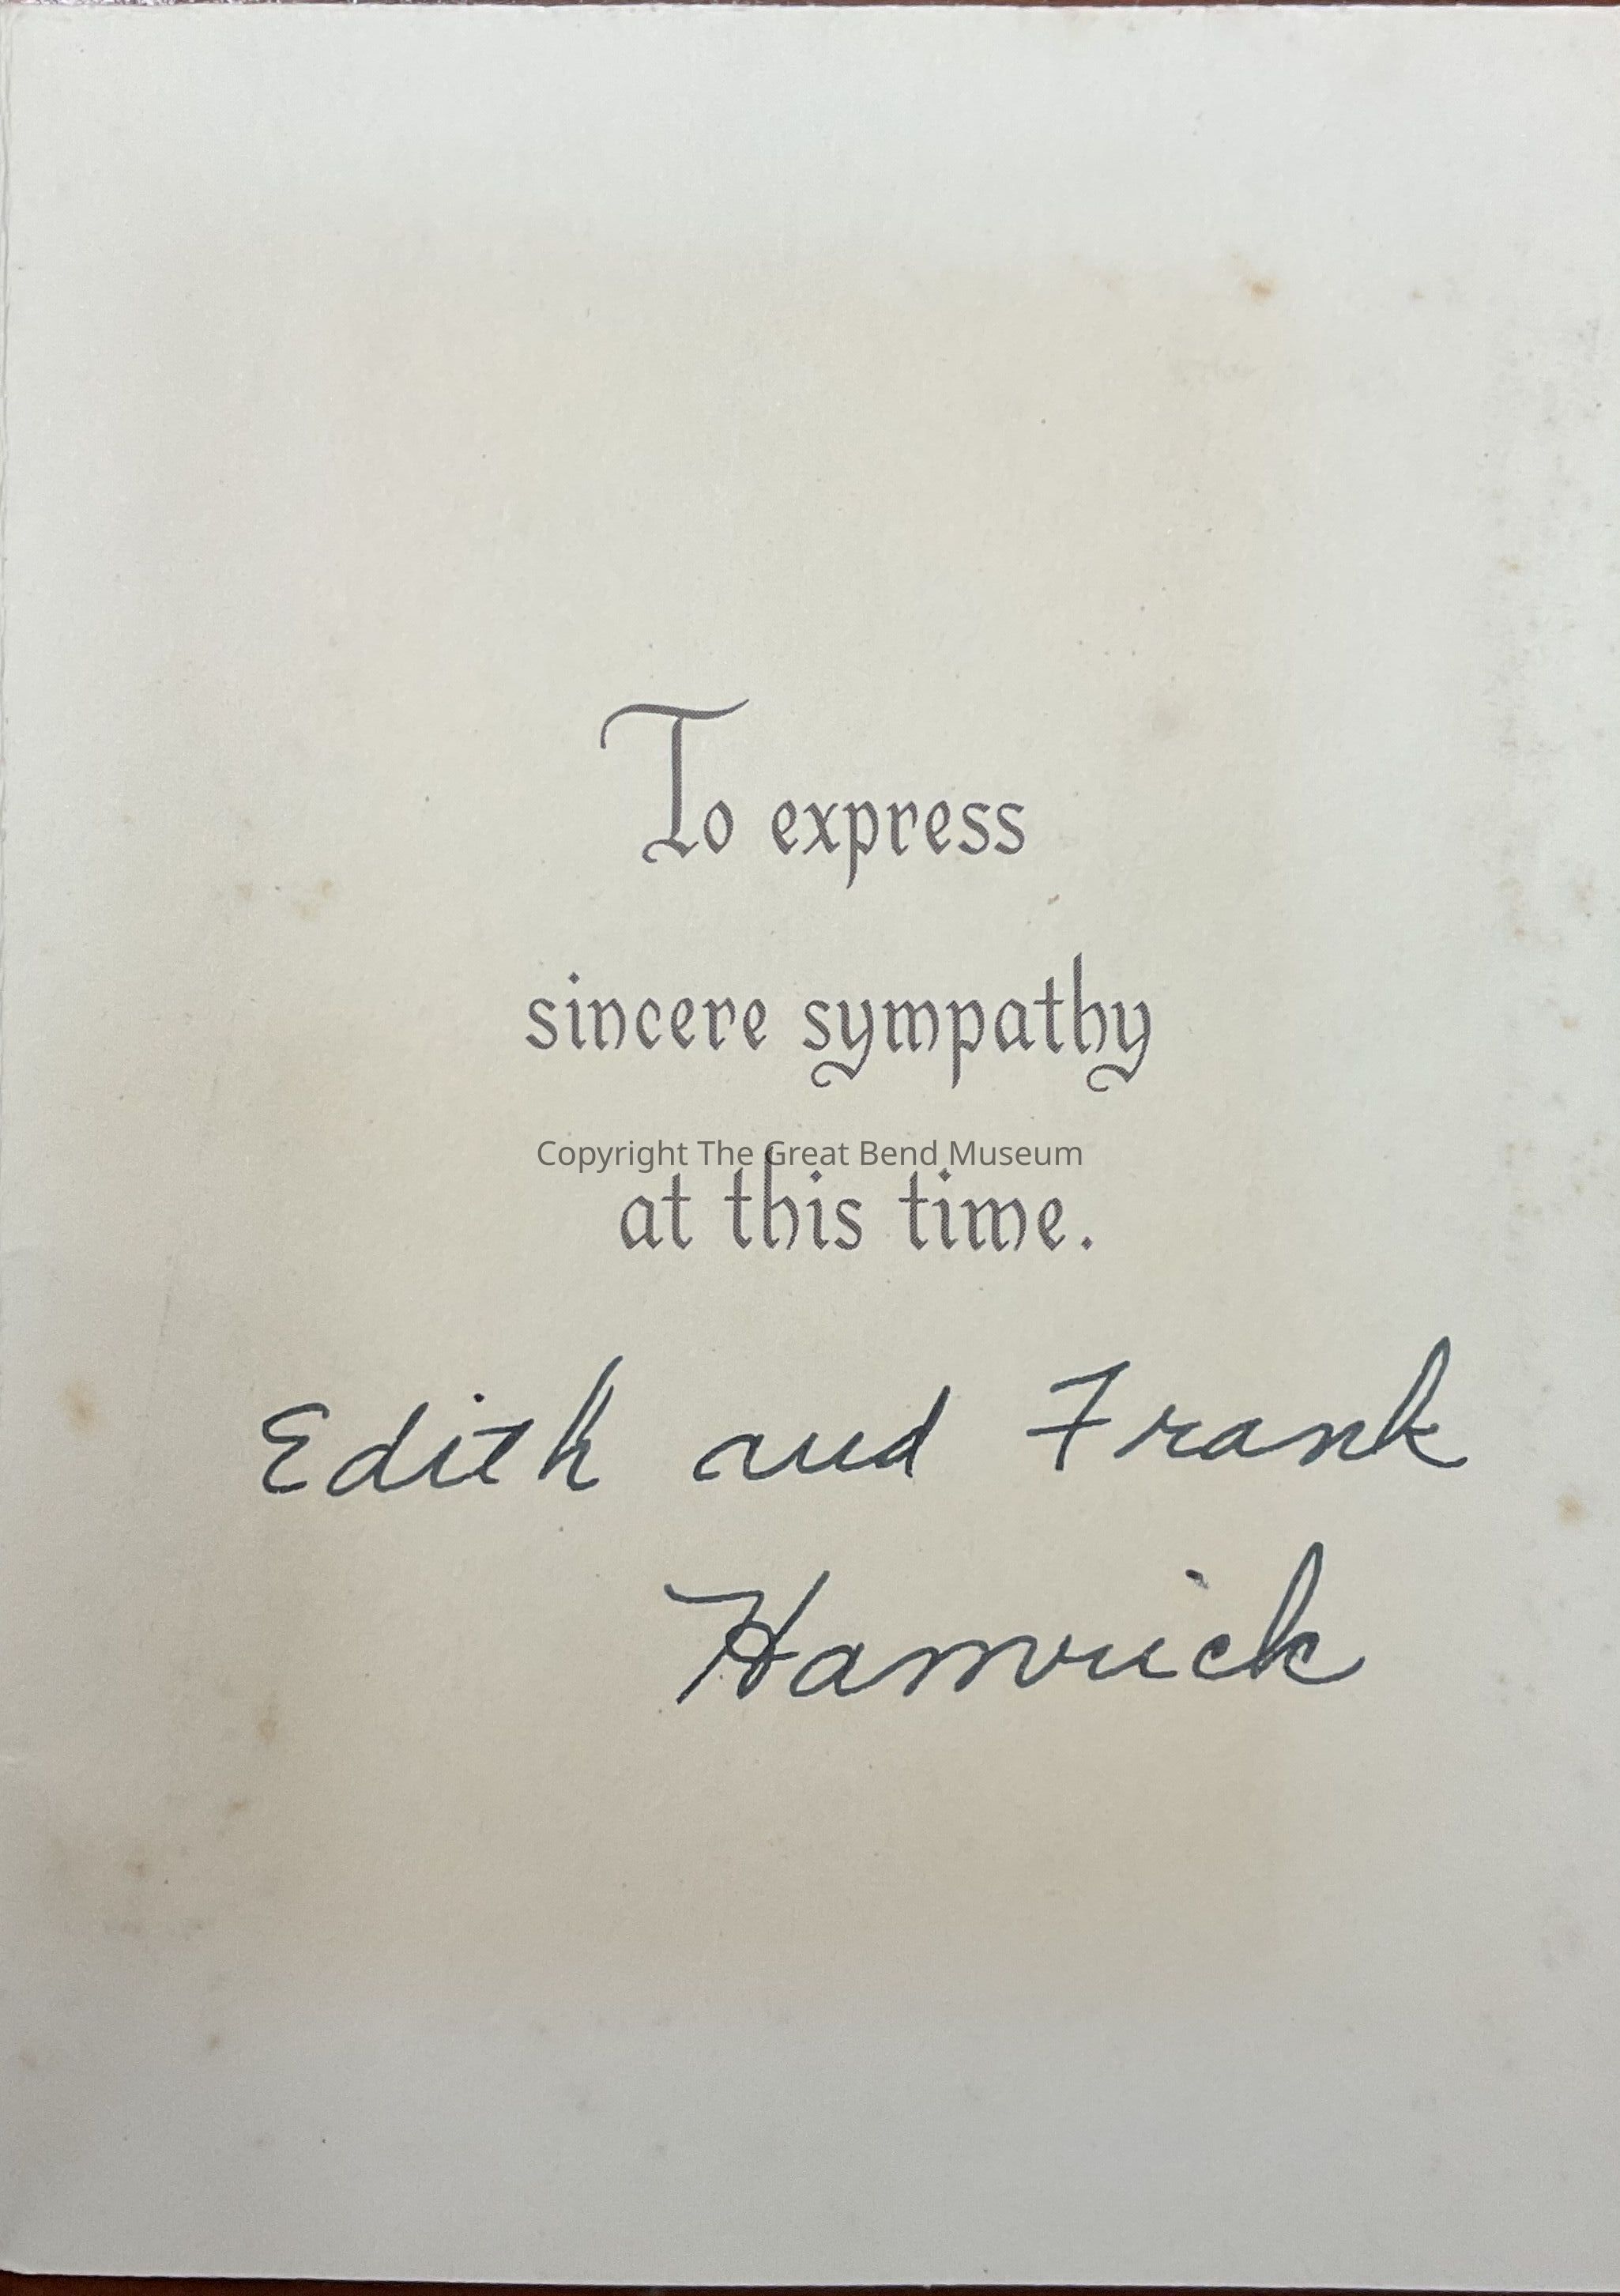 To express
sincere sympathy
Copyright The Great Bend Museum
at this time.
Edith and Frank
Hamrick